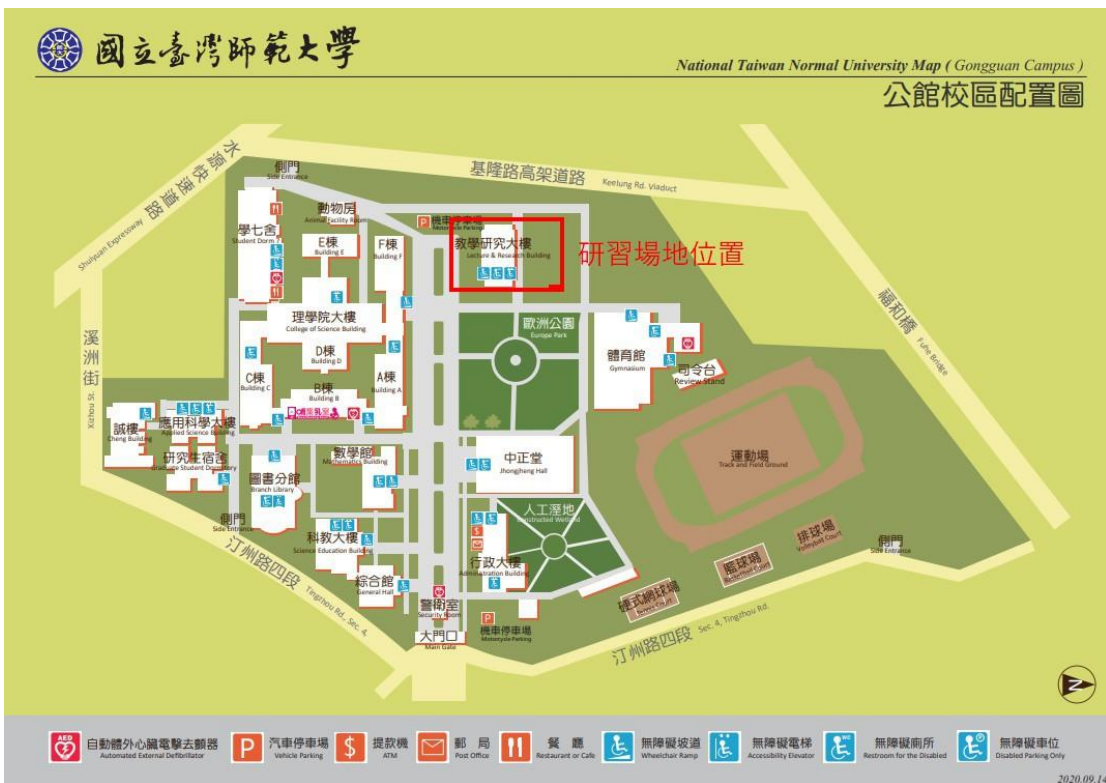 國立臺灣師範大學
National Taiwan Normal University Map ( Gongguan Campus )
公館校區配置圖
水源快速道路
Shuiyuan Expressway
基隆路高架道路
Keelung Rd. Viaduct
側門
Side Entrance
學七舍
Student Dorm 7
動物房
Animal Facility Room
P
機車停車場
Motorcycle Parking
教學研究大樓
Lecture & Research Building
研習場地位置
E棟
Building E
F棟
Building F
福和橋
Fuhe Bridge
理學院大樓
College of Science Building
歐洲公園
Europe Park
體育館
Gymnasium
司令台
Review Stand
溪洲街
Xizhou St.
D棟
Building D
C棟
Building C
B棟
Building B
A棟
Building A
誠樓
Cheng Building
應用科學大樓
Applied Science Building
研究生宿舍
Graduate Student Dormitory
圖書分館
Branch Library
數學館
Mathematics Building
中正堂
Jhongjheng Hall
運動場
Track and Field Ground
人工溼地
Constructed Wetland
側門
Side Entrance
科教大樓
Science Education Building
行政大樓
Administration Building
排球場
Volleyball Court
籃球場
Basketball Court
側門
Side Entrance
綜合館
General Hall
硬式網球場
Tennis Court
警衛室
Security Room
大門口
Main Gate
P
機車停車場
Motorcycle Parking
汀州路四段
Tingzhou Rd., Sec. 4,
汀州路四段
Sec. 4, Tingzhou Rd.
N
AED
自動體外心臟電擊去顫器
Automated External Defibrillator
P
汽車停車場
Vehicle Parking
$
提款機
ATM
郵局
Post Office
餐廳
Restaurant or Cafe
無障礙坡道
Wheelchair Ramp
無障礙電梯
Accessibility Elevator
WC
無障礙廁所
Restroom for the Disabled
P
無障礙車位
Disabled Parking Only
2020.09.14